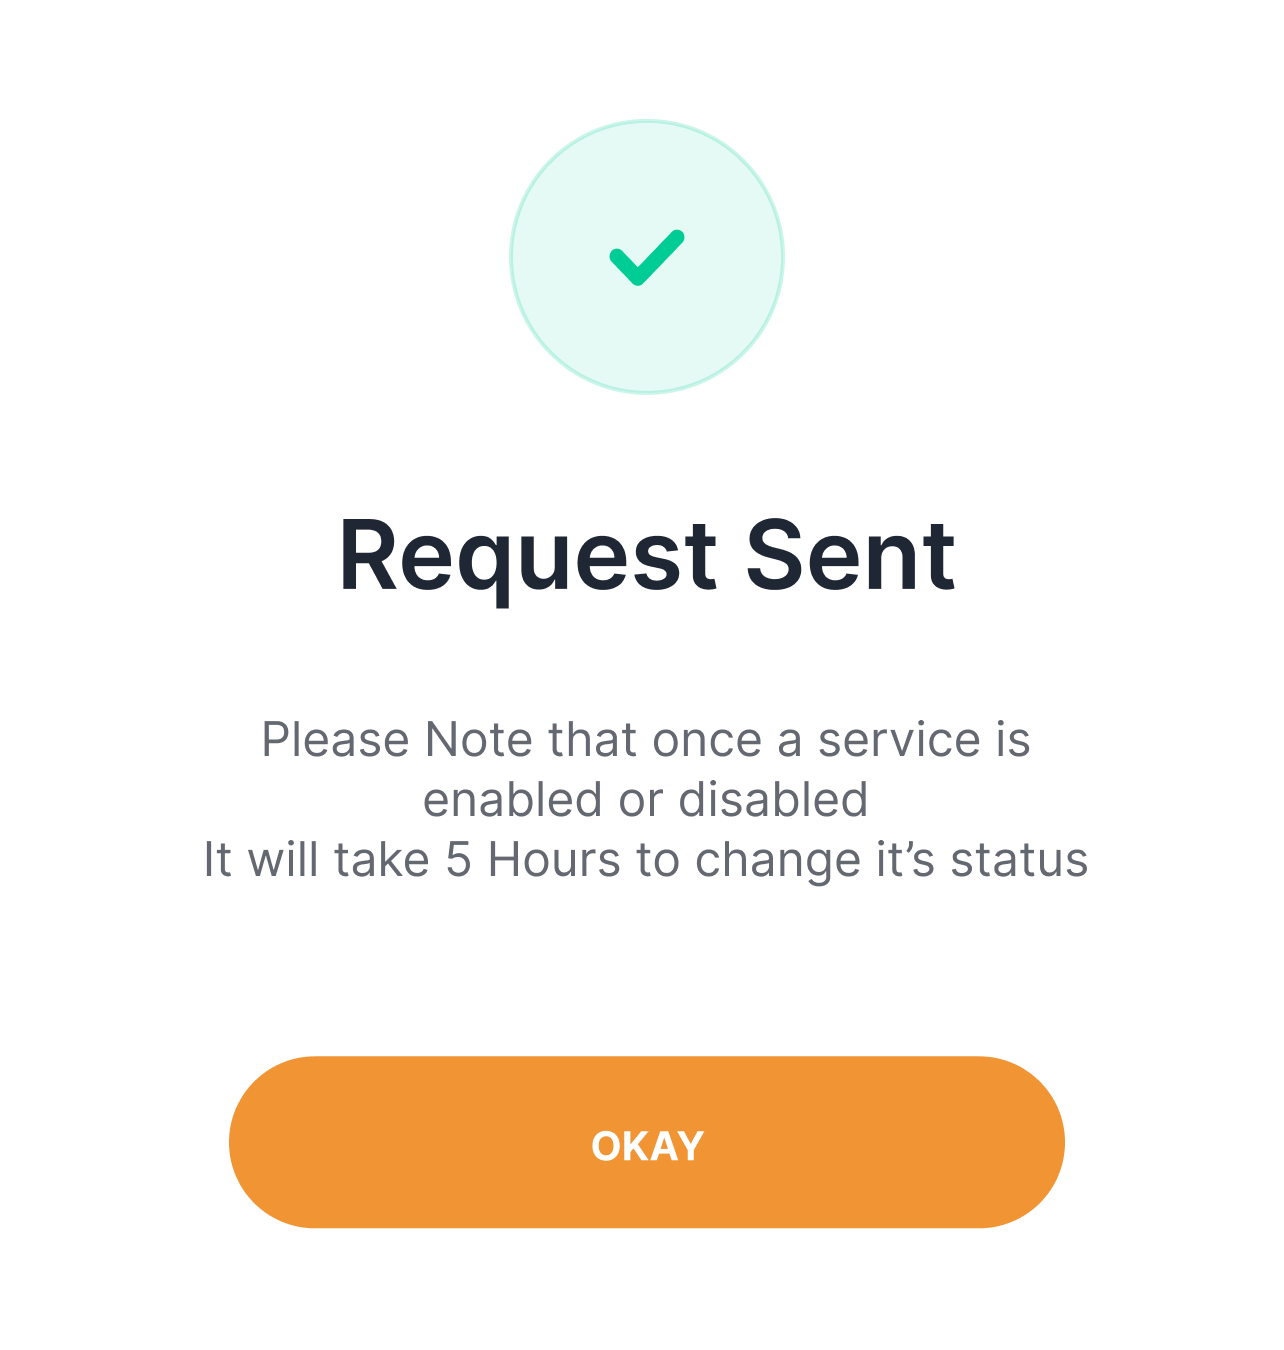 Request Sent
Please Note that once a service is
enabled or disabled
It will take 5 Hours to change it’s status
OKAY